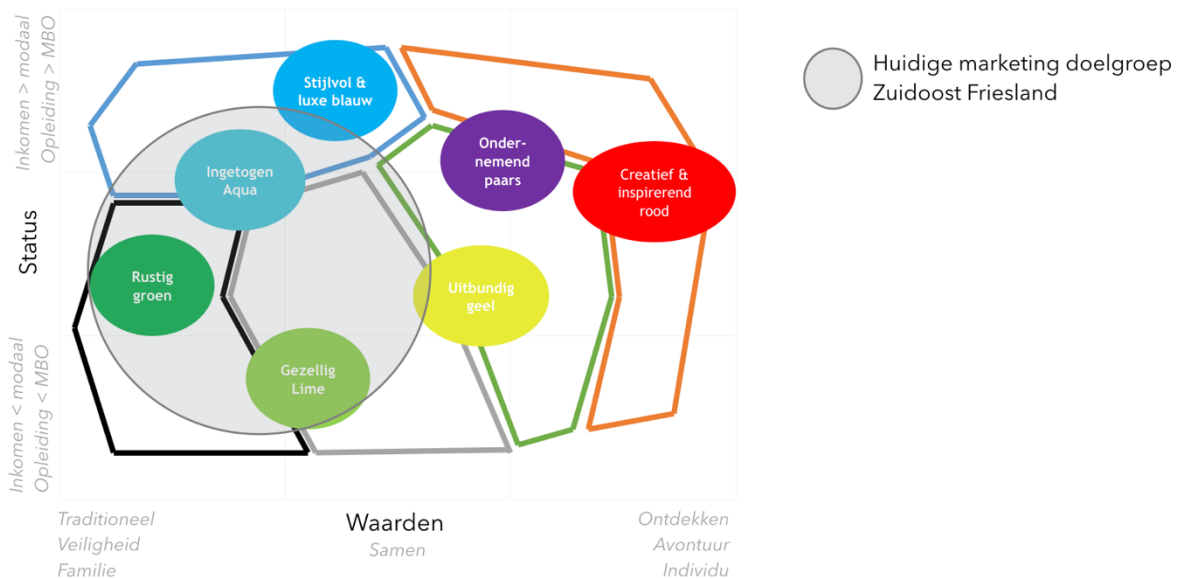 Inkomen > modaal
Opleiding > MBO
Status
Inkomen < modaal
Opleiding < MBO
Stijlvol &
luxe blauw
Ingetogen
Aqua
Onder-
nemend
paars
Creatief &
inspirerend
rood
Rustig
groen
Uitbundig
geel
Gezellig
Lime
Huidige marketing doelgroep
Zuidoost Friesland
Traditioneel
Veiligheid
Familie
Waarden
Samen
Ontdekken
Avontuur
Individu